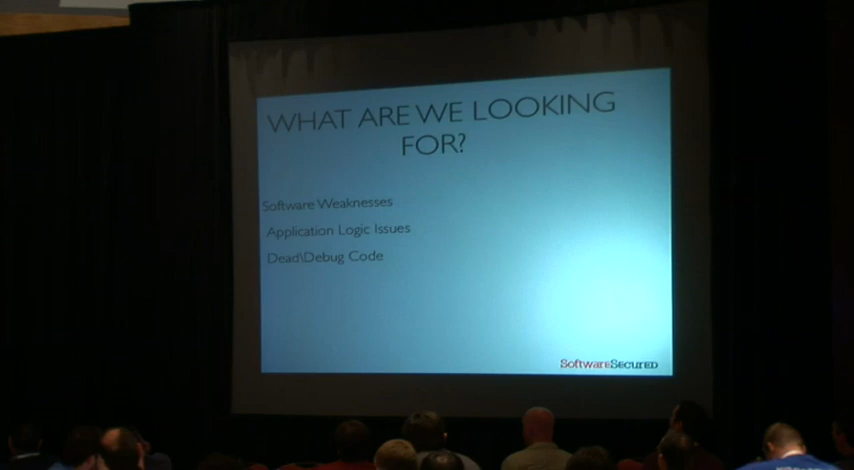 WHAT ARE WE LOOKING
FOR?
Software Weaknesses
Application Logic Issues
Dead\Debug Code
SoftwareSecured